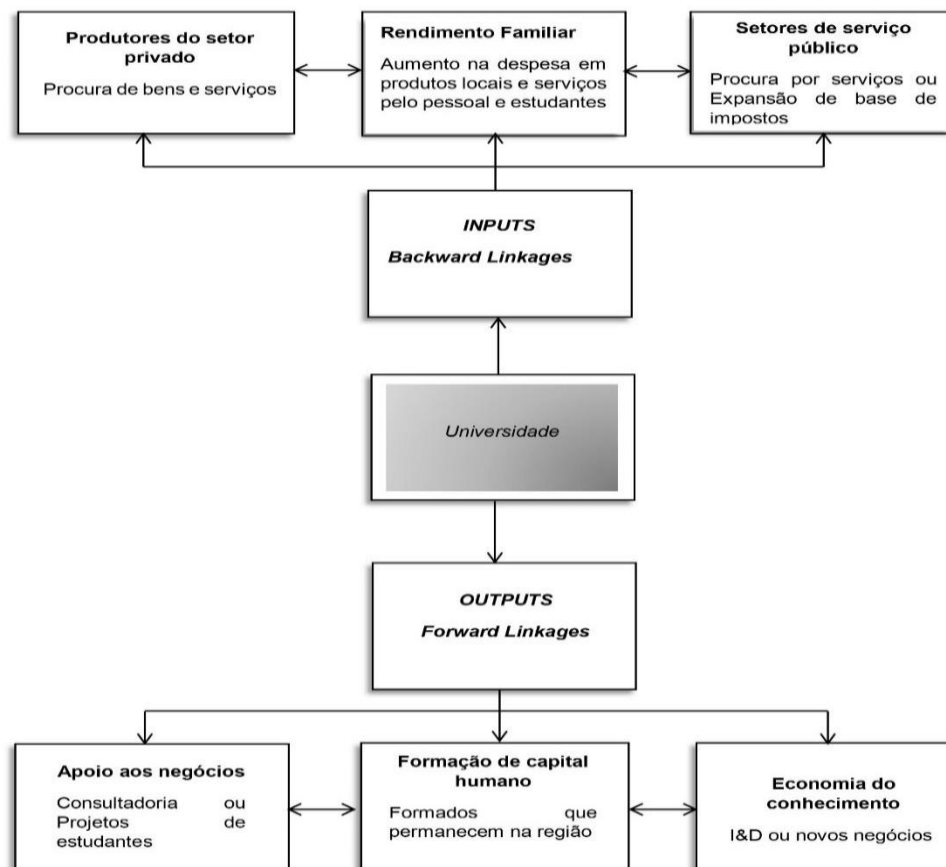 Produtores do setor
privado
Procura de bens e serviços
Rendimento Familiar
Aumento na despesa em
produtos locais e serviços
pelo pessoal e estudantes
Setores de serviço
público
Procura por serviços ou
Expansão de base de
impostos
INPUTS
Backward Linkages
Universidade
OUTPUTS
Forward Linkages
Apoio aos negócios
Consultadoria ou
Projetos de
estudantes
Formação de capital
humano
Formados que
permanecem na região
Economia do
conhecimento
I&D ou novos negócios